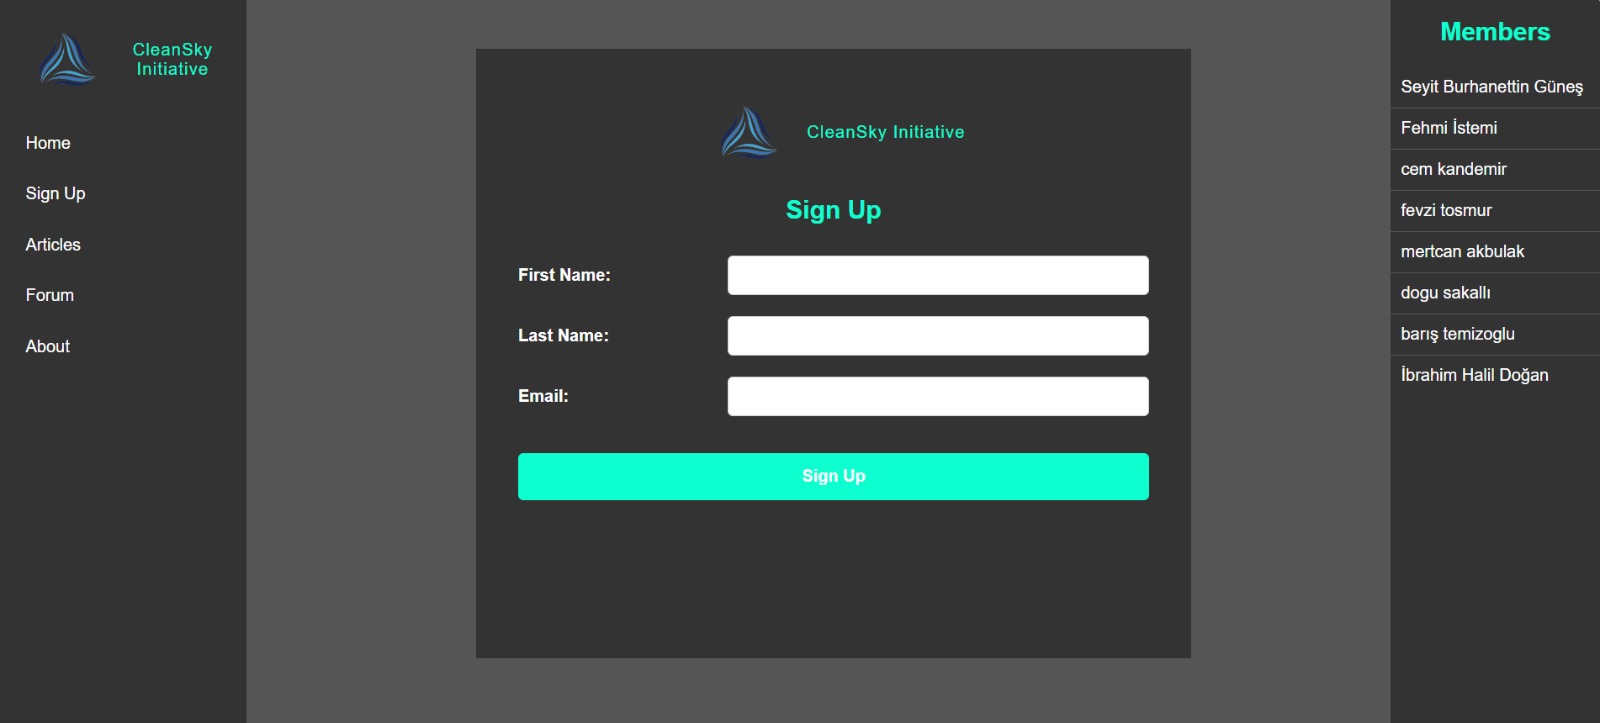 CleanSky
Initiative
Home
Sign Up
Articles
Forum
About
CleanSky Initiative
Sign Up
First Name:
Last Name:
Email:
Sign Up
Members
Seyit Burhanettin Güneş
Fehmi İstemi
cem kandemir
fevzi tosmur
mertcan akbulak
dogu sakallı
barış temizoglu
İbrahim Halil Doğan